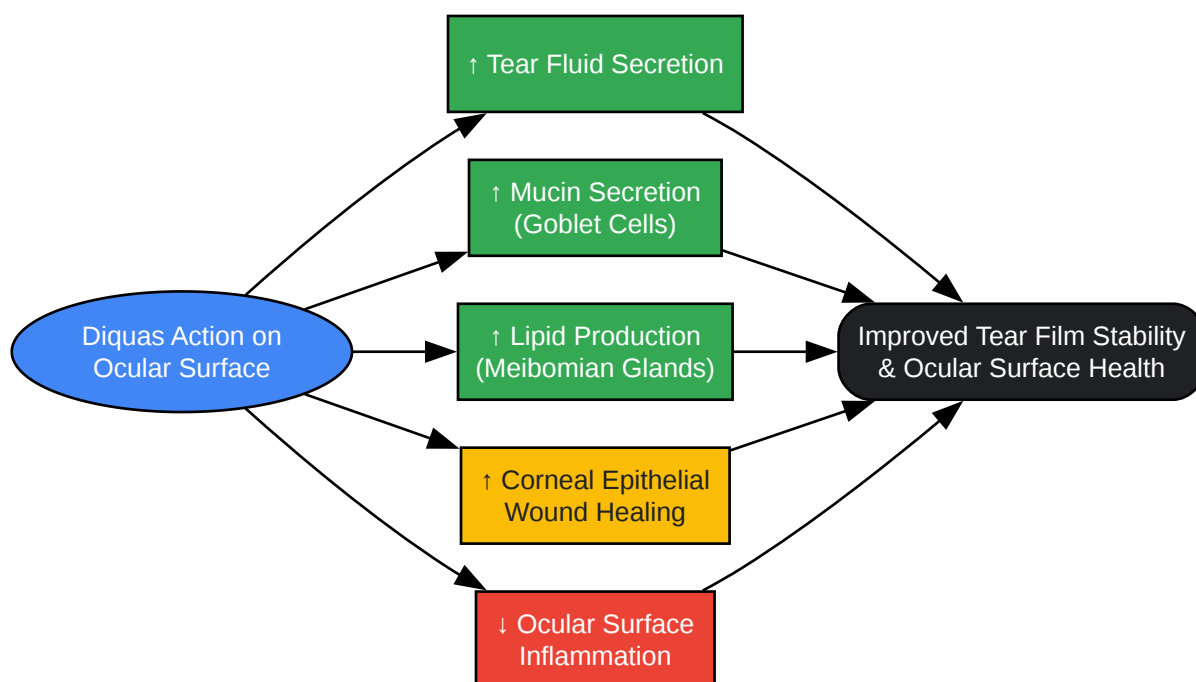 ↑ Tear Fluid Secretion
↑ Mucin Secretion
(Goblet Cells)
Diquas Action on
Ocular Surface
↑ Lipid Production
(Meibomian Glands)
Improved Tear Film Stability
& Ocular Surface Health
↑ Corneal Epithelial
Wound Healing
↓ Ocular Surface
Inflammation